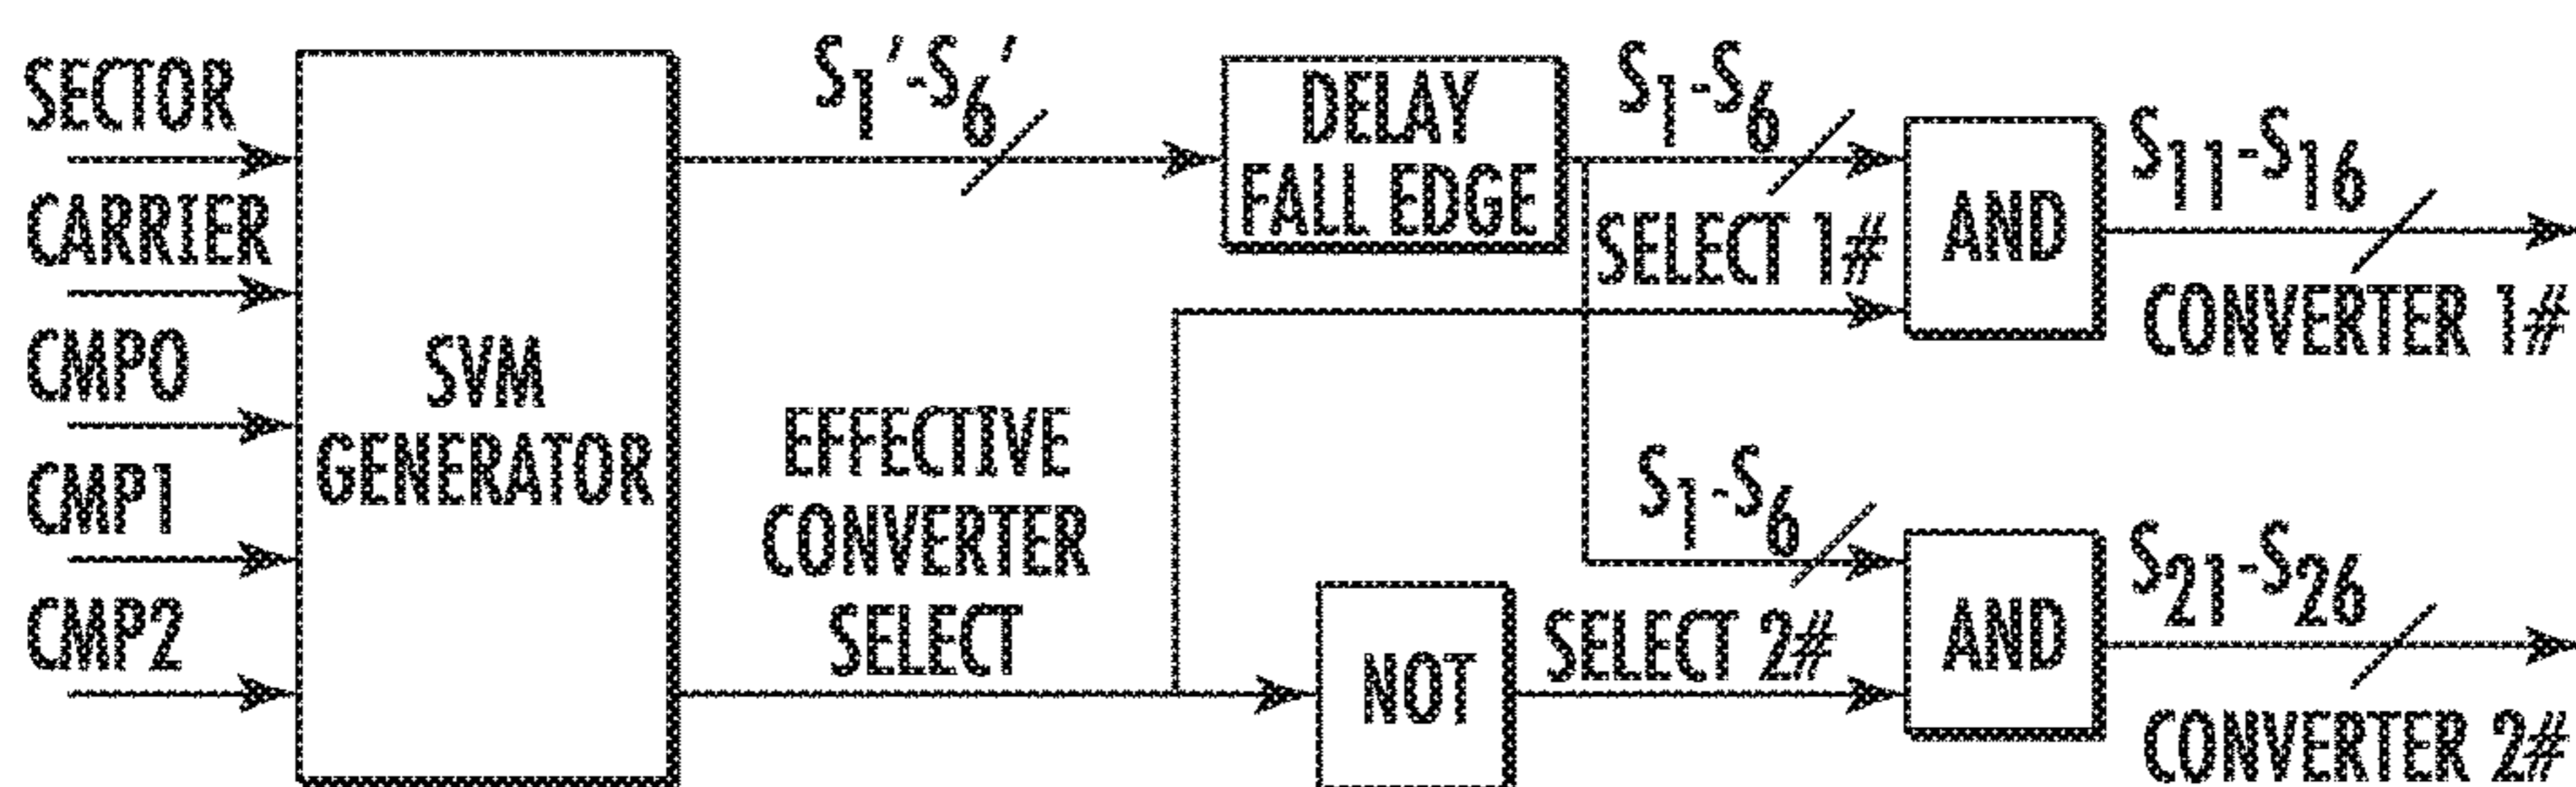 SECTOR
CARRIER
CMP0
CMP1
CMP2
SVM
GENERATOR
S1'-S6'
EFFECTIVE
CONVERTER
SELECT
DELAY
FALL EDGE
S1-S6
SELECT 1#
AND
S11-S16
CONVERTER 1#
S1-S6
NOT
SELECT 2#
AND
S21-S26
CONVERTER 2#